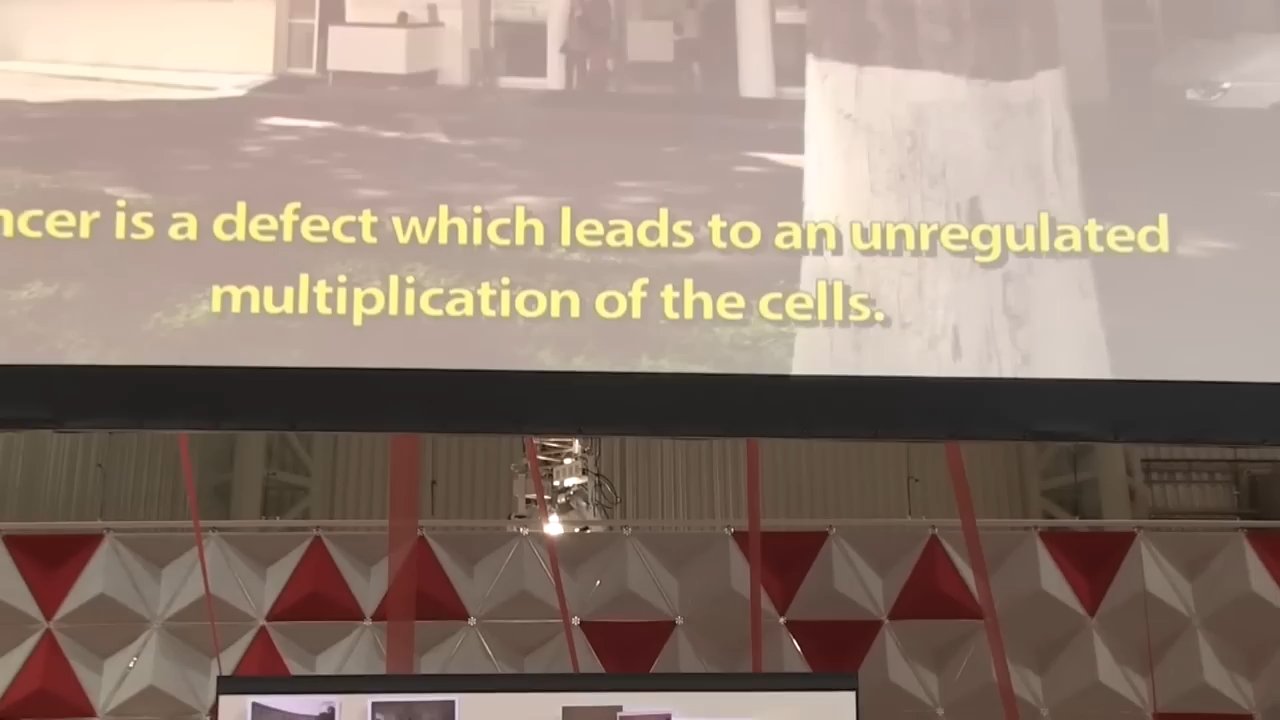 ncer is a defect which leads to an unregulated
multiplication of the cells.